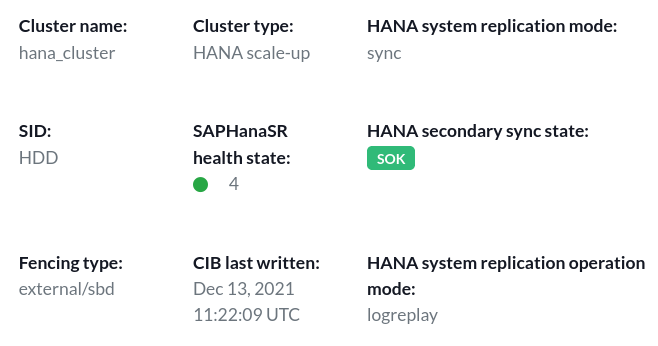 Cluster name:
hana_cluster
Cluster type:
HANA scale-up
HANA system replication mode:
sync
SID:
HDD
SAPHanaSR
health state:
4
HANA secondary sync state:
SOK
Fencing type:
external/sbd
CIB last written:
Dec 13, 2021
11:22:09 UTC
HANA system replication operation
mode:
logreplay